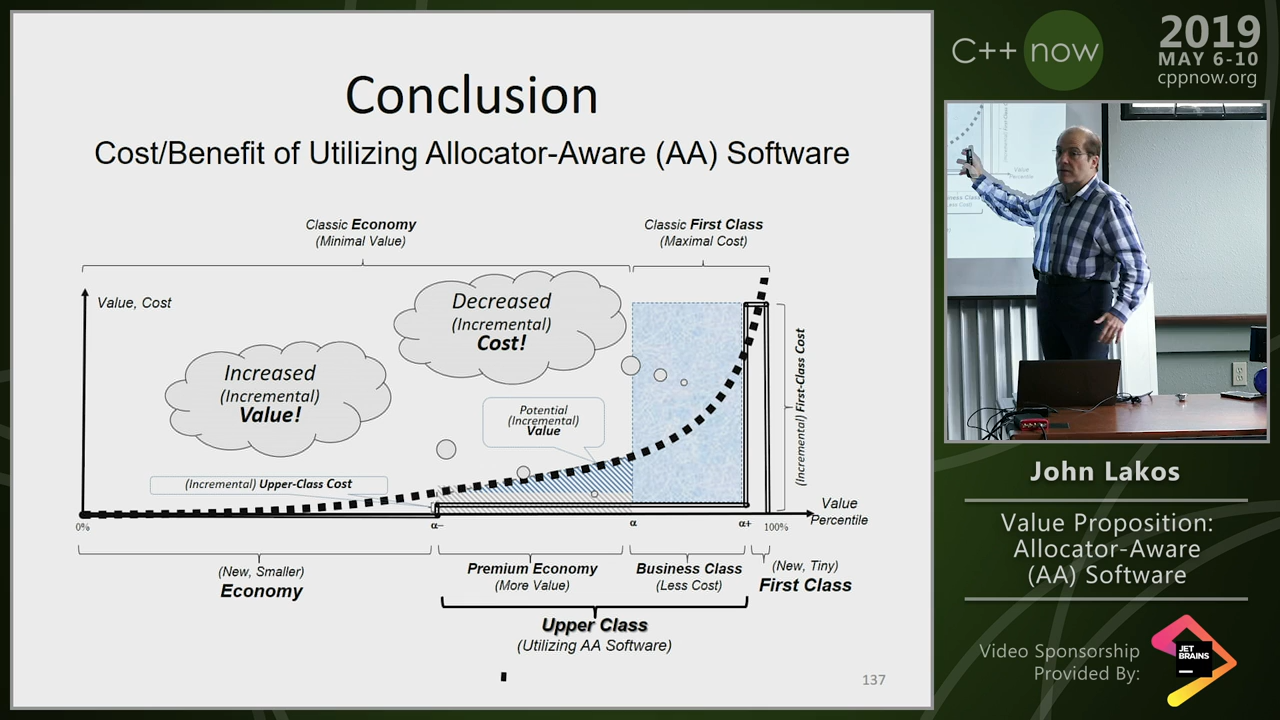 Conclusion
Cost/Benefit of Utilizing Allocator-Aware (AA) Software
Classic Economy
(Minimal Value)
Classic First Class
(Maximal Cost)
Value, Cost
Decreased
(Incremental)
Cost!
Increased
(Incremental)
Value!
Potential
(Incremental)
Value
(Incremental) Upper-Class Cost
(Incremental) First-Class Cost
Value
Percentile
0%
α−
α
α+
100%
(New, Smaller)
Economy
Premium Economy
(More Value)
Business Class
(Less Cost)
(New, Tiny)
First Class
Upper Class
(Utilizing AA Software)
137
C++ now
2019
MAY 6-10
cppnow.org
John Lakos
Value Proposition:
Allocator-Aware
(AA) Software
Video Sponsorship
Provided By:
JET
BRAINS